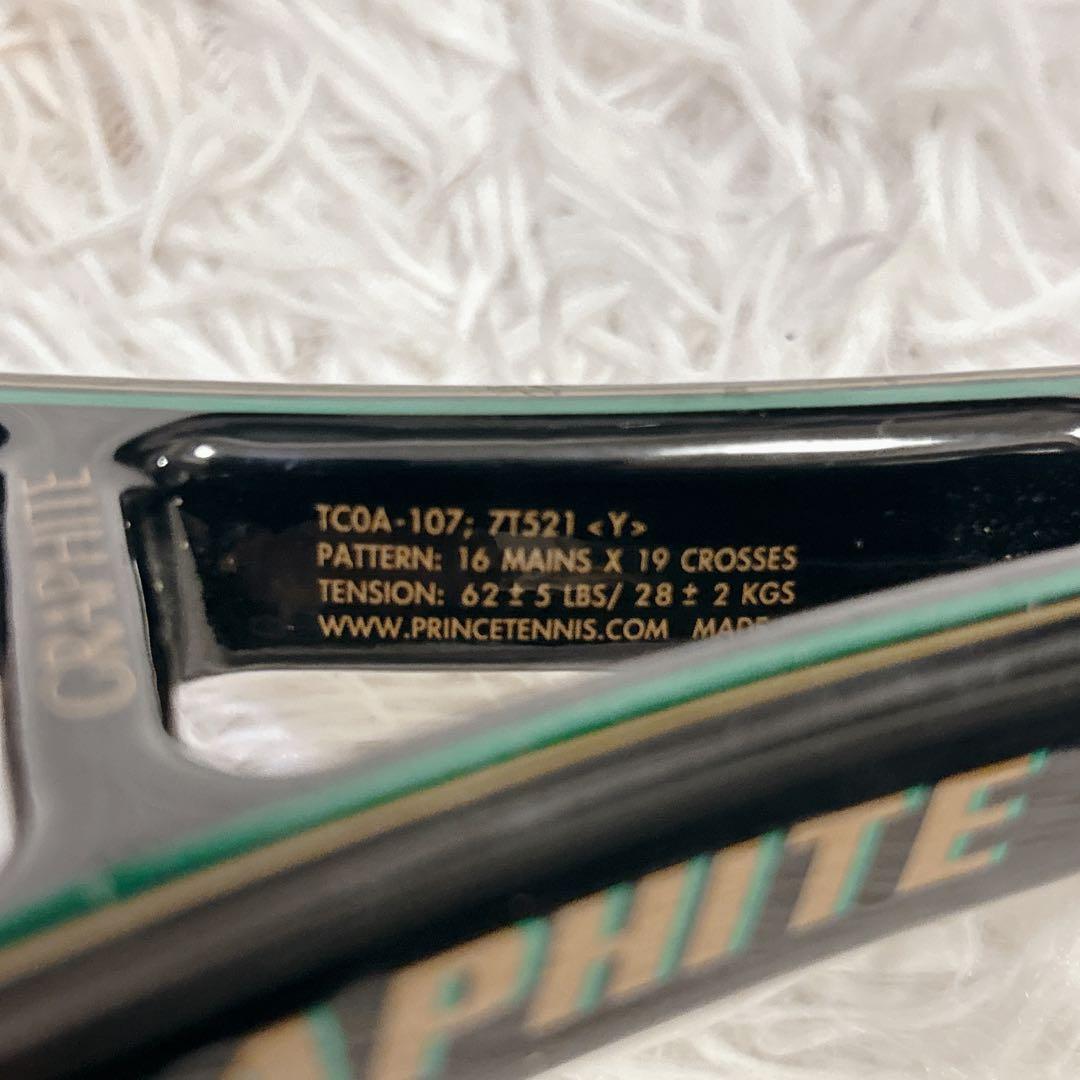 GRAPHITE
TC0A-107; 7T521 <Y>
PATTERN: 16 MAINS X 19 CROSSES
TENSION: 62 ± 5 LBS/ 28 ± 2 KGS
WWW.PRINCETENNIS.COM MADE
APHITE